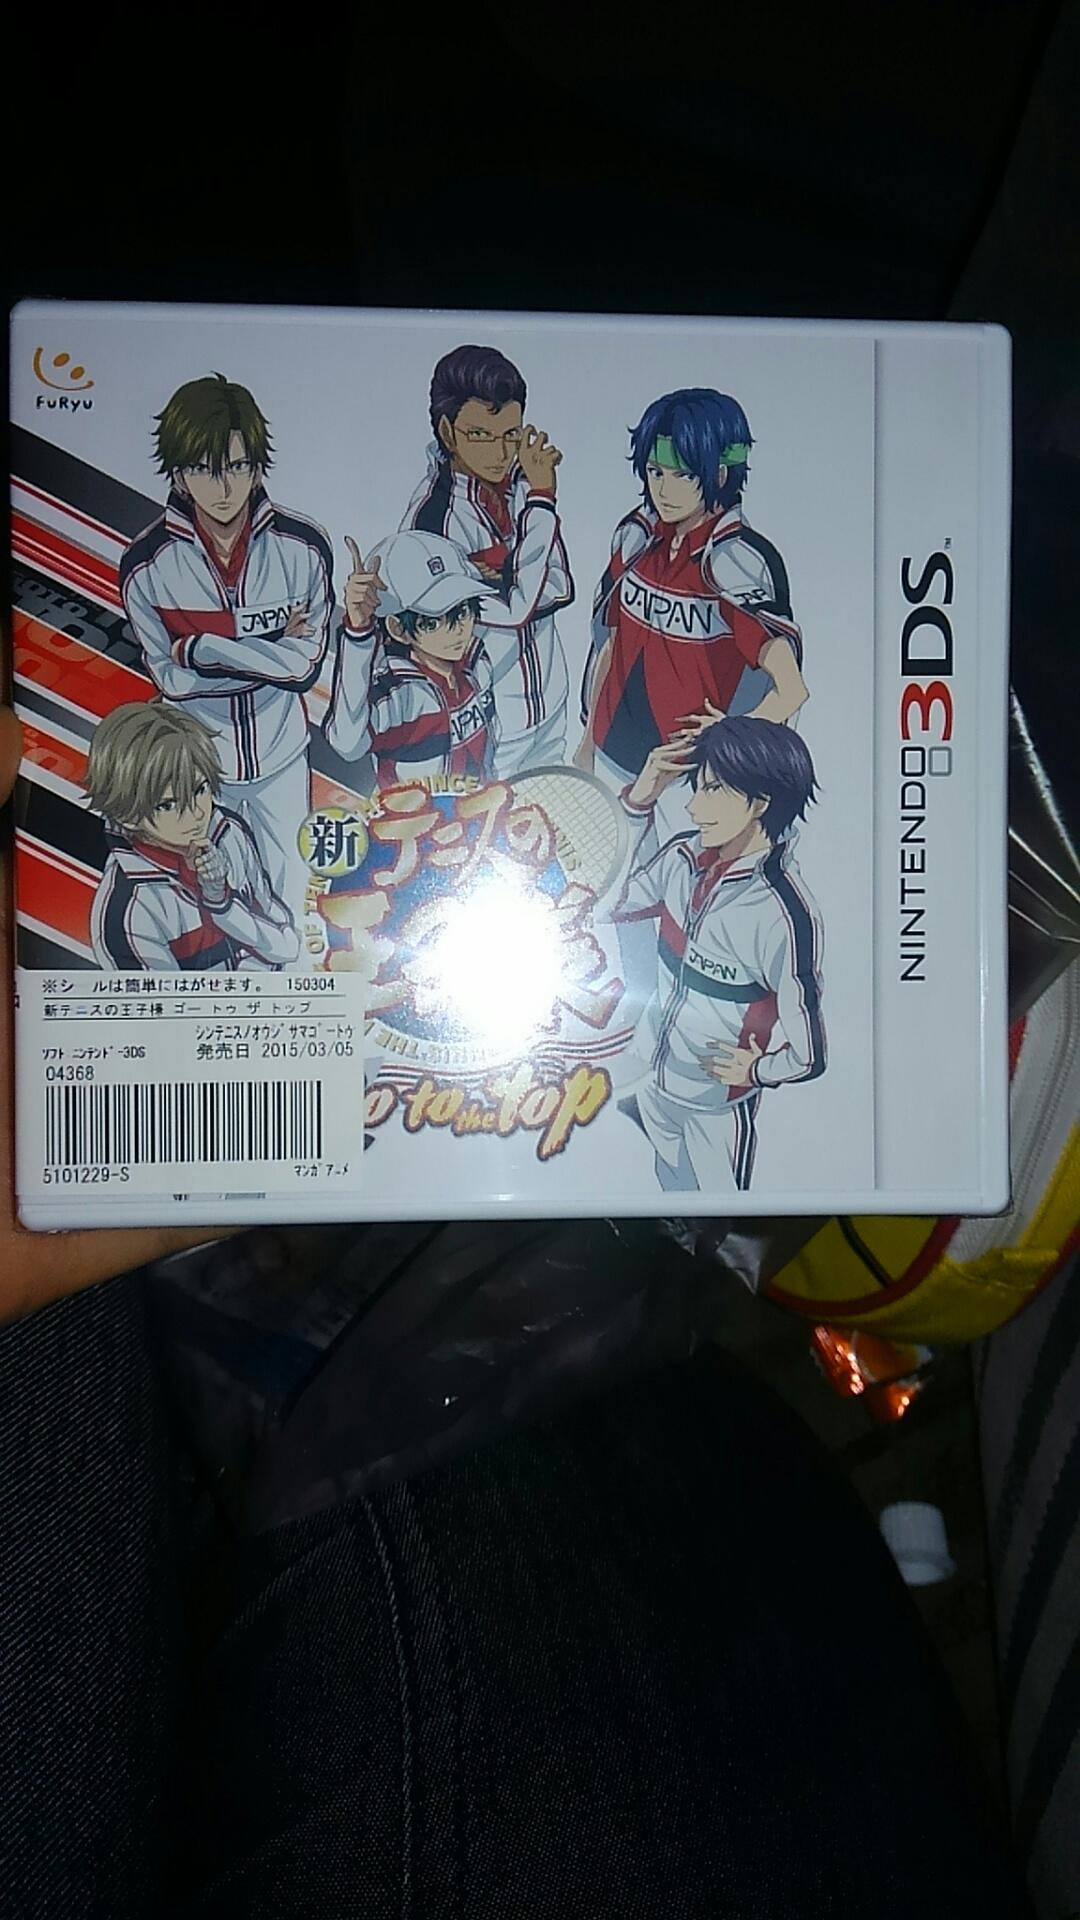 FuRyu
JAPAN
JAPAN
JAPAN
新テニスの
Go to the top
NINTENDO 3DS™
※シールは簡単にはがせます。 150304
新テニスの王子様 ゴー トゥ ザ トップ
シンテニスノオウジサマゴートゥ
ソフト ニンテンドー3DS 発売日 2015/03/05
04368
5101229-S マンガアニメ